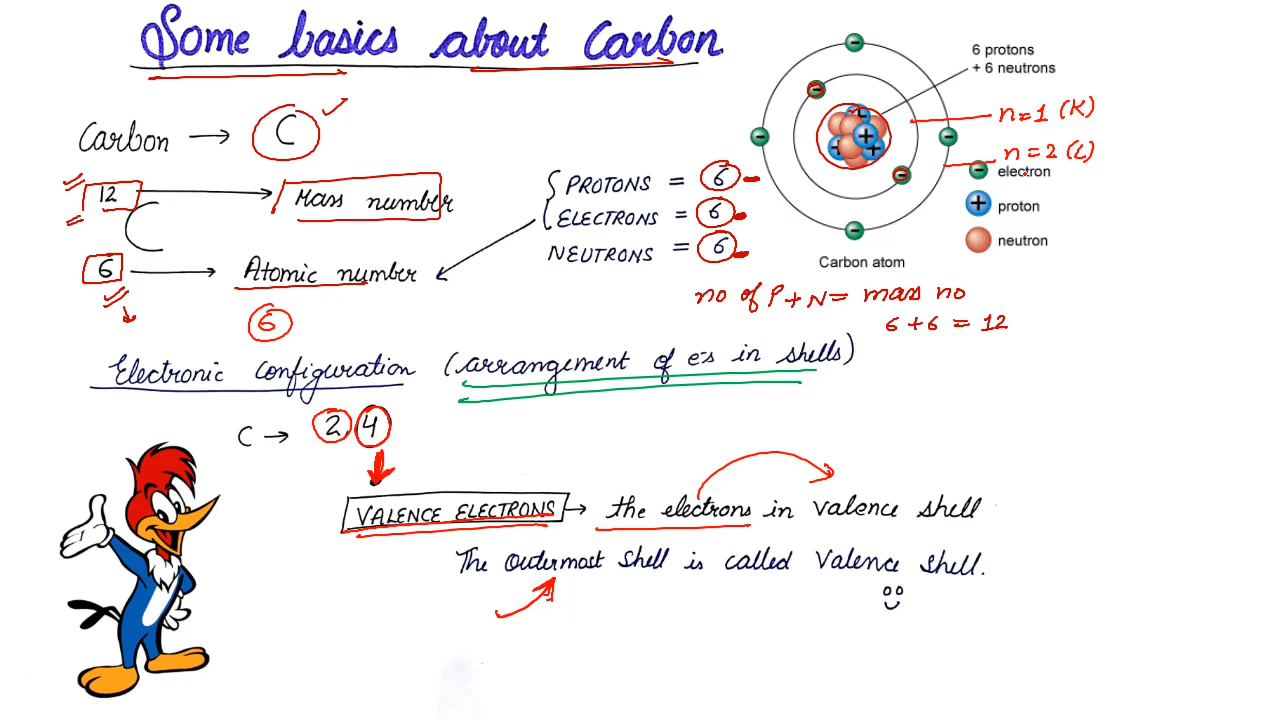 Some basics about Carbon
Carbon → C ✓
12 → Mass number
6 → Atomic number
6
PROTONS = 6
ELECTRONS = 6
NEUTRONS = 6
6 protons
+ 6 neutrons
n=1 (K)
n=2 (L)
electron
proton
neutron
Carbon atom
no of P+N= mass no
6+6 = 12
Electronic configuration (arrangement of e-s in shells)
C → 2,4
VALENCE ELECTRONS → the electrons in valence shell
The outermost shell is called Valence shell.